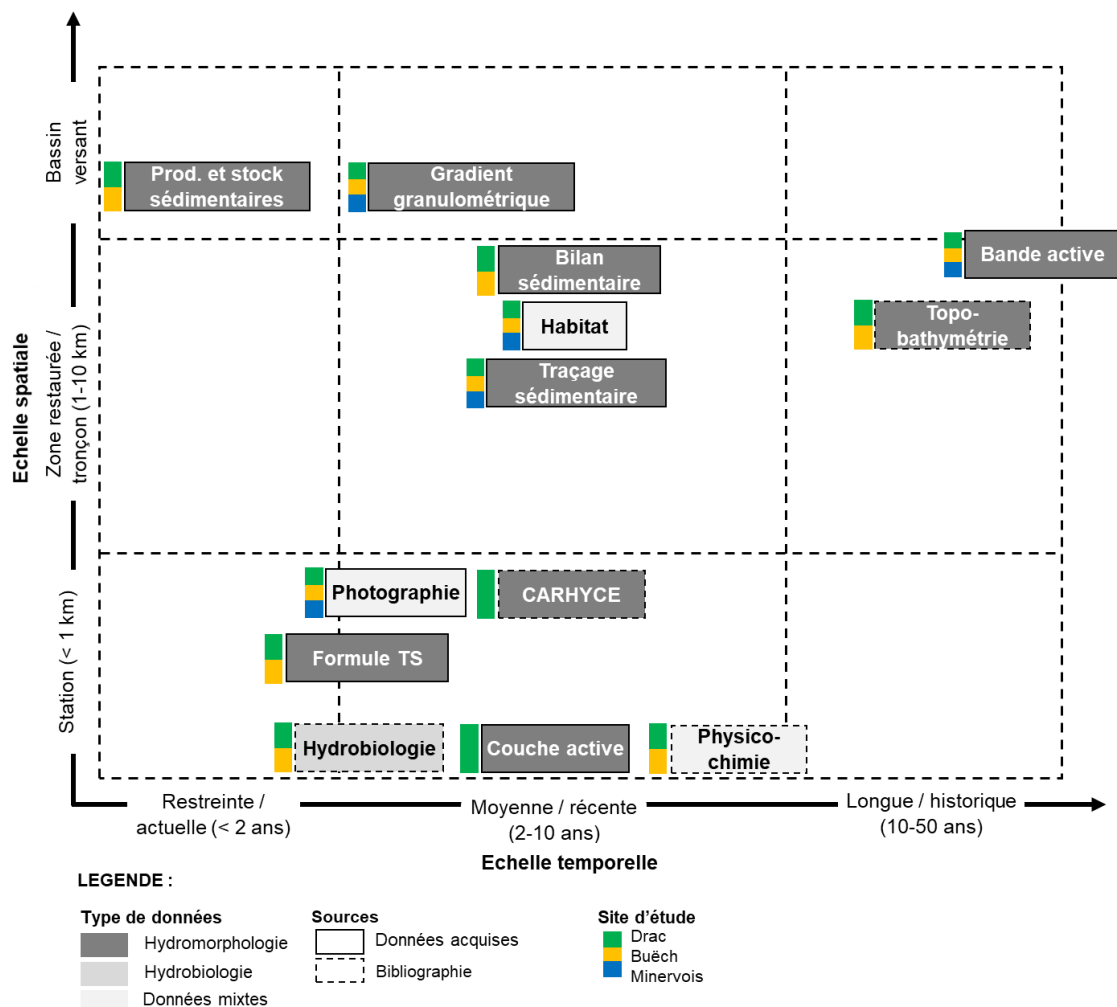 Echelle spatiale
Bassin
versant
Zone restaurée /
tronçon (1-10 km)
Station (< 1 km)
Prod. et stock
sédimentaires
Gradient
granulométrique
Bande active
Bilan
sédimentaire
Habitat
Topo-
bathymétrie
Traçage
sédimentaire
Photographie
CARHYCE
Formule TS
Hydrobiologie
Couche active
Physico-
chimie
Restreinte /
actuelle (< 2 ans)
Moyenne / récente
(2-10 ans)
Longue / historique
(10-50 ans)
Echelle temporelle
LEGENDE :
Type de données
Hydromorphologie
Hydrobiologie
Données mixtes
Sources
Données acquises
Bibliographie
Site d'étude
Drac
Buëch
Minervois